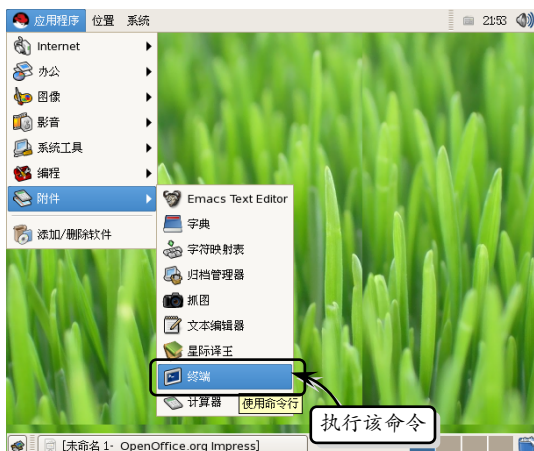 应用程序 位置 系统 21:53
Internet
办公
图像
影音
系统工具
编程
附件
添加/删除软件
Emacs Text Editor
字典
字符映射表
归档管理器
抓图
文本编辑器
星际译王
终端
计算器
使用命令行
执行该命令
[未命名 1- OpenOffice.org Impress]